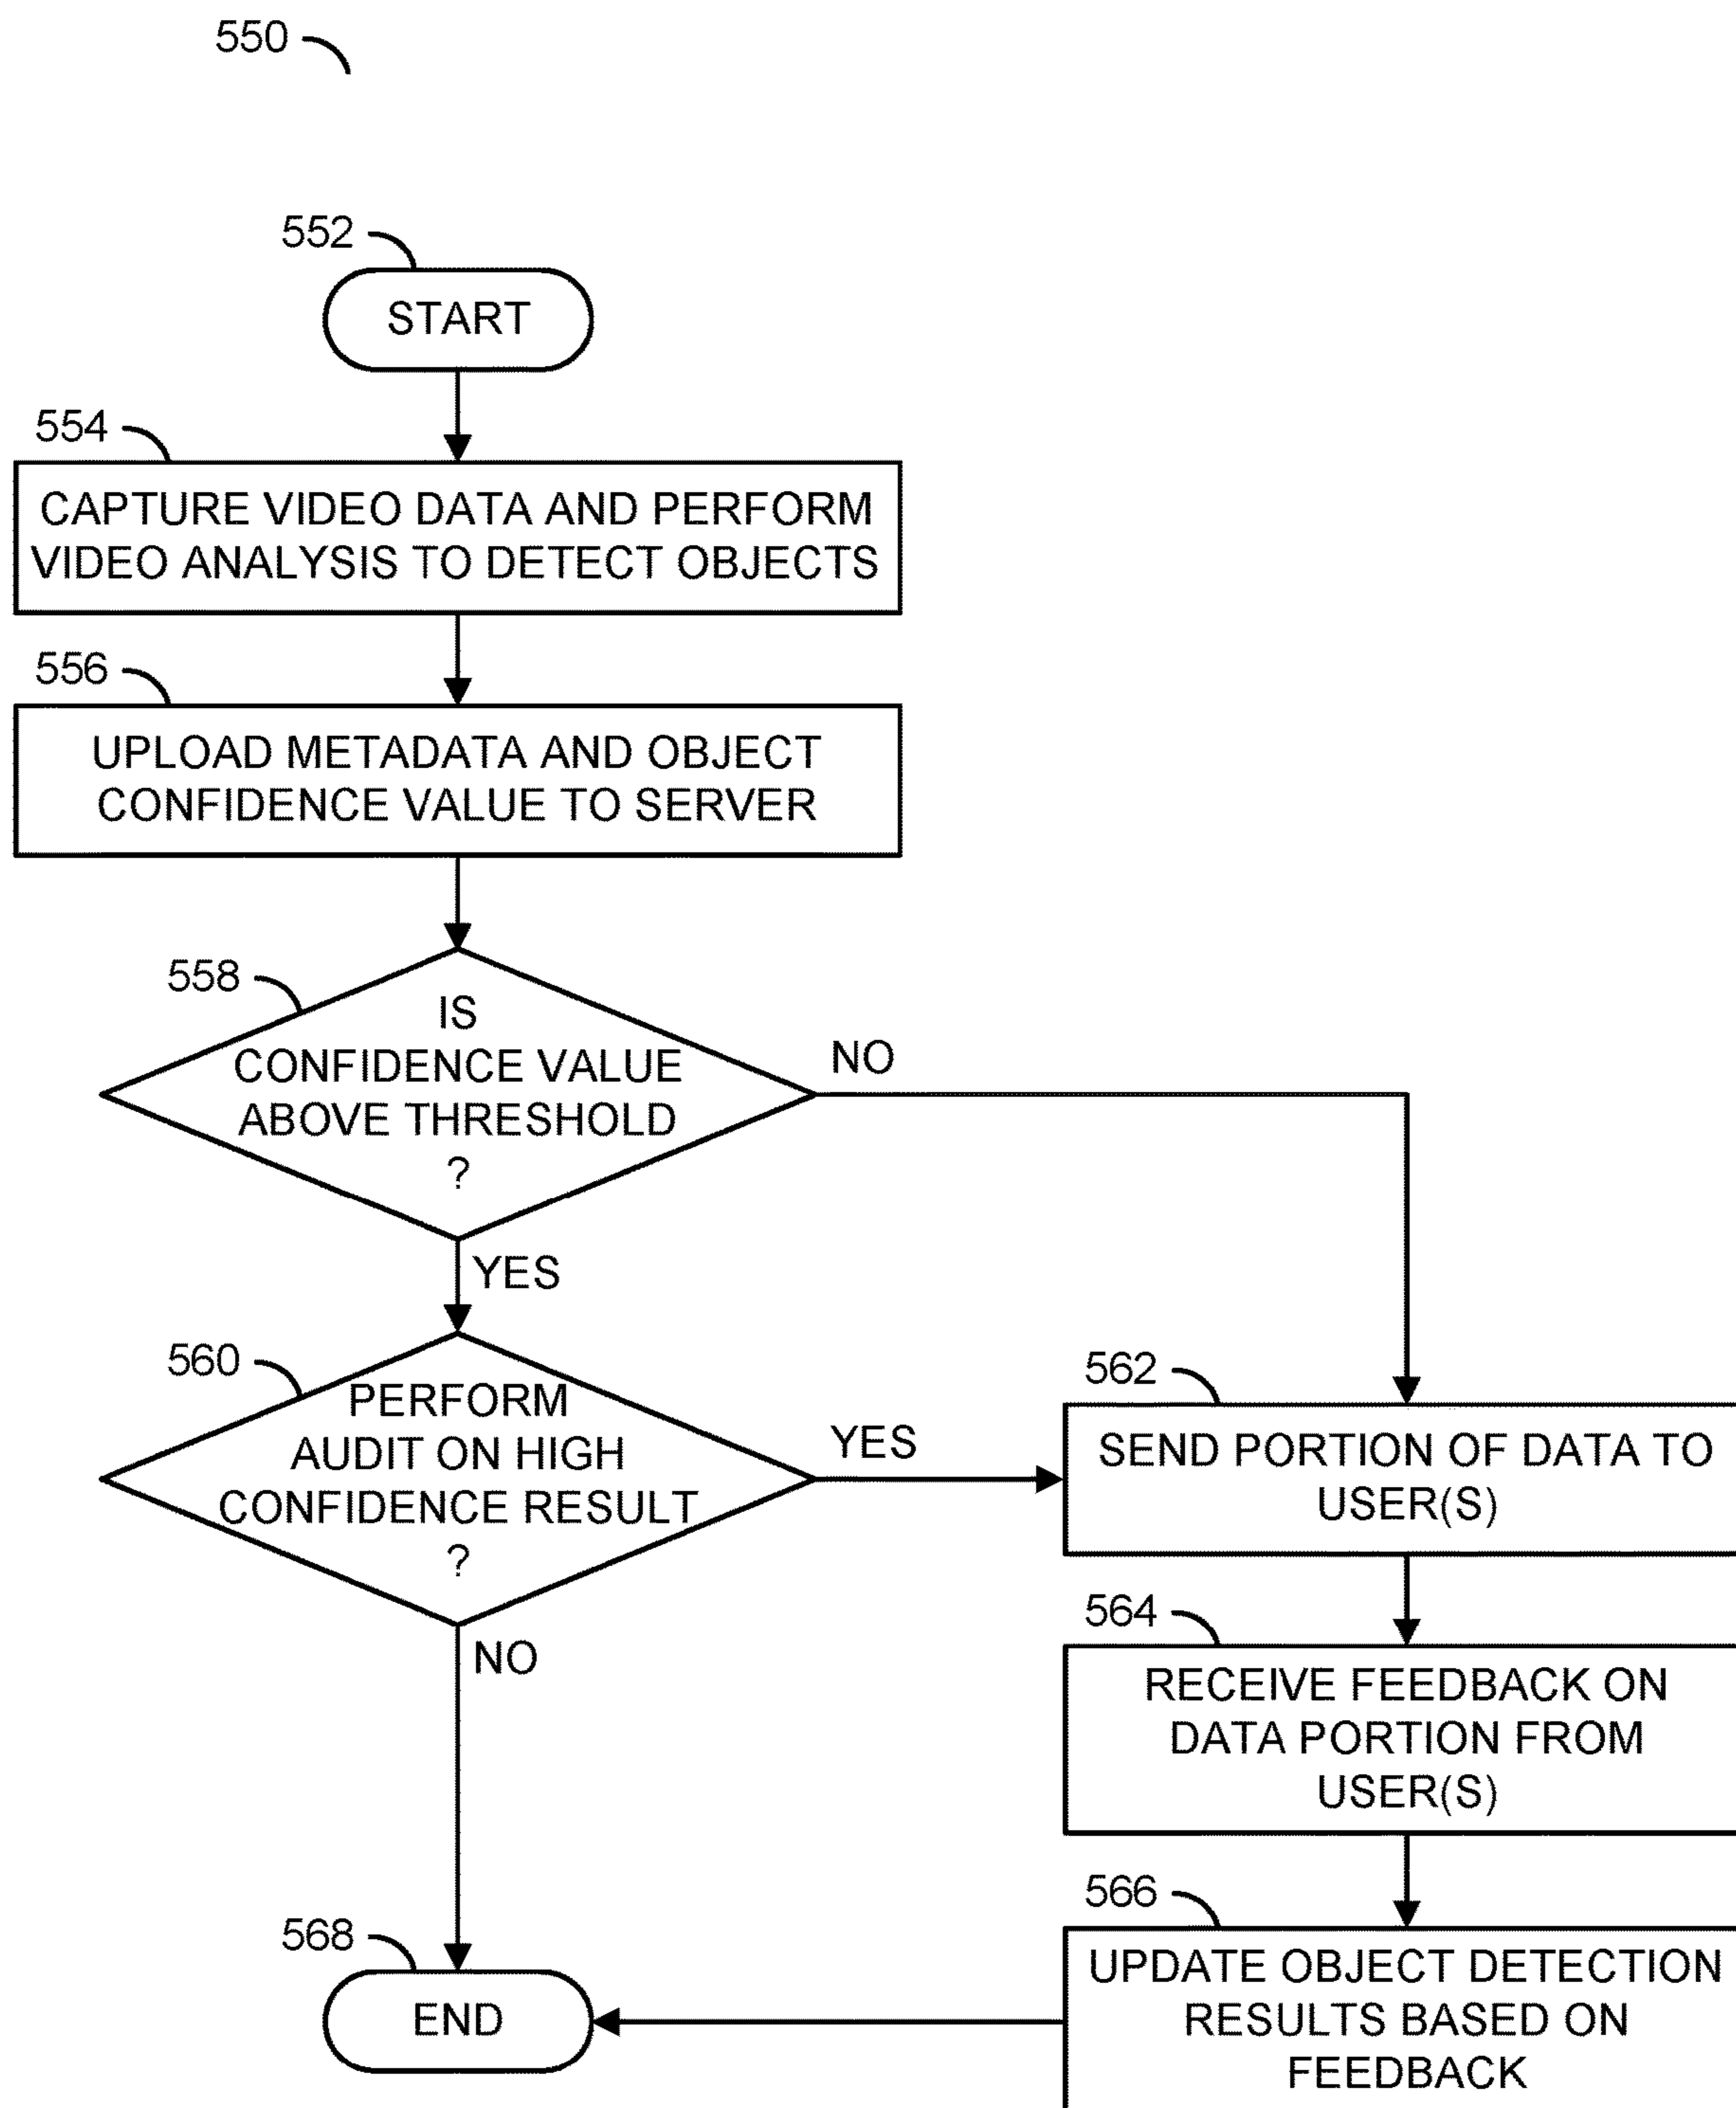 550
552
START
554
CAPTURE VIDEO DATA AND PERFORM
VIDEO ANALYSIS TO DETECT OBJECTS
556
UPLOAD METADATA AND OBJECT
CONFIDENCE VALUE TO SERVER
558
IS
CONFIDENCE VALUE
ABOVE THRESHOLD
?
NO
YES
560
PERFORM
AUDIT ON HIGH
CONFIDENCE RESULT
?
YES
NO
562
SEND PORTION OF DATA TO
USER(S)
564
RECEIVE FEEDBACK ON
DATA PORTION FROM
USER(S)
566
UPDATE OBJECT DETECTION
RESULTS BASED ON
FEEDBACK
568
END